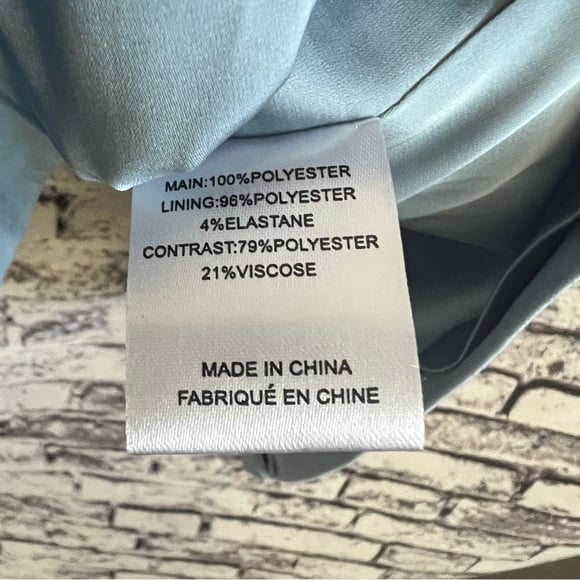 MAIN:100%POLYESTER
LINING:96%POLYESTER
4%ELASTANE
CONTRAST:79%POLYESTER
21%VISCOSE
MADE IN CHINA
FABRIQUÉ EN CHINE